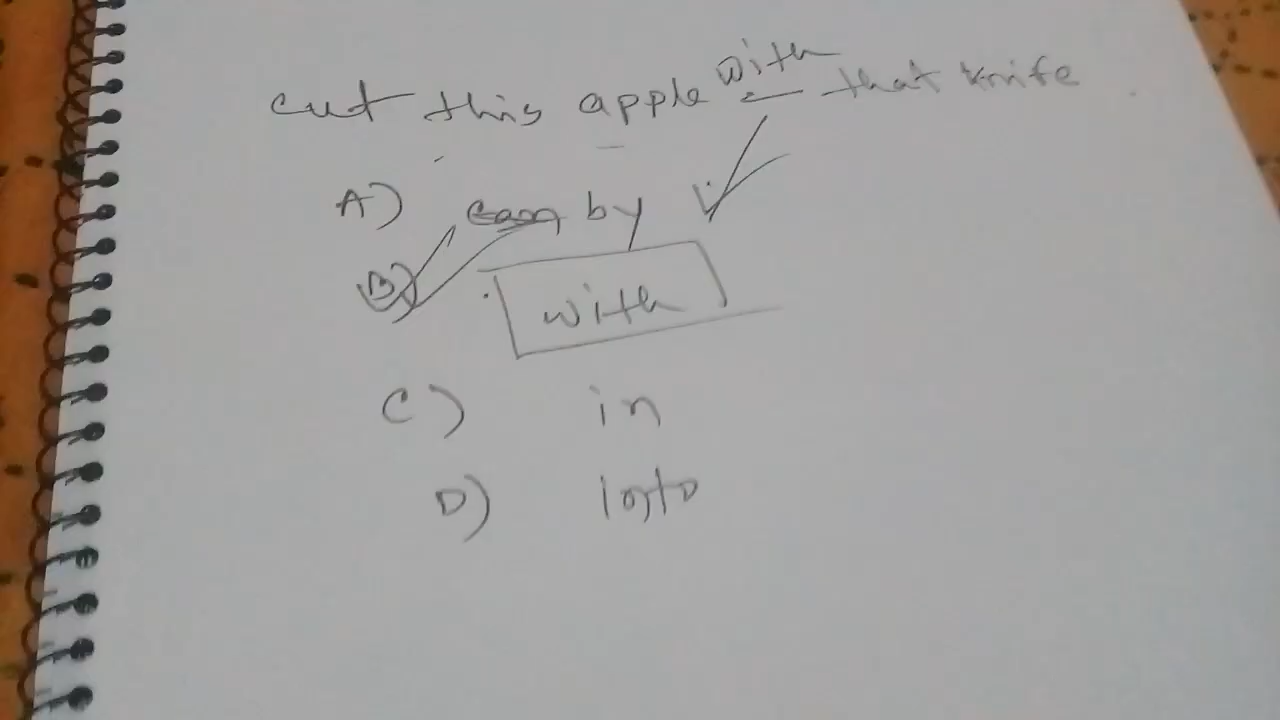 cut this apple with that knife
A) by
B) with
C) in
D) into